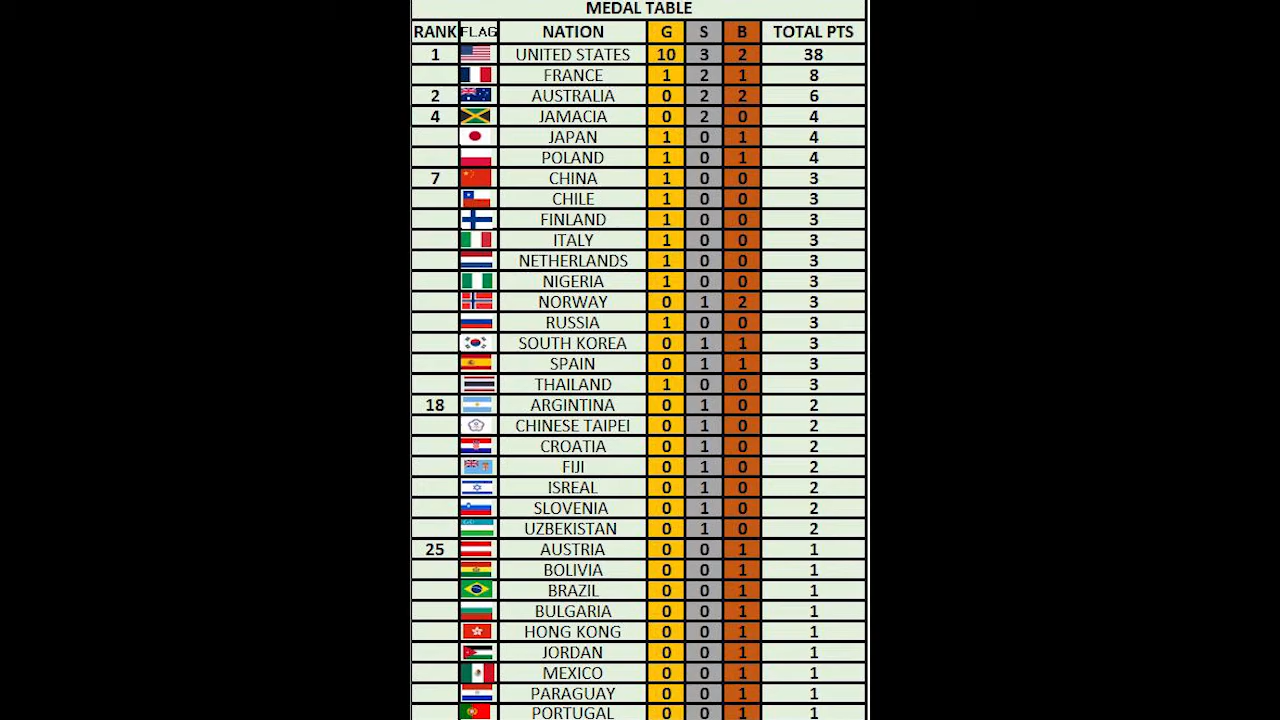 MEDAL TABLE
RANK FLAG NATION G S B TOTAL PTS
1 UNITED STATES 10 3 2 38
FRANCE 1 2 1 8
2 AUSTRALIA 0 2 2 6
4 JAMACIA 0 2 0 4
JAPAN 1 0 1 4
POLAND 1 0 1 4
7 CHINA 1 0 0 3
CHILE 1 0 0 3
FINLAND 1 0 0 3
ITALY 1 0 0 3
NETHERLANDS 1 0 0 3
NIGERIA 1 0 0 3
NORWAY 0 1 2 3
RUSSIA 1 0 0 3
SOUTH KOREA 0 1 1 3
SPAIN 0 1 1 3
THAILAND 1 0 0 3
18 ARGINTINA 0 1 0 2
CHINESE TAIPEI 0 1 0 2
CROATIA 0 1 0 2
FIJI 0 1 0 2
ISREAL 0 1 0 2
SLOVENIA 0 1 0 2
UZBEKISTAN 0 1 0 2
25 AUSTRIA 0 0 1 1
BOLIVIA 0 0 1 1
BRAZIL 0 0 1 1
BULGARIA 0 0 1 1
HONG KONG 0 0 1 1
JORDAN 0 0 1 1
MEXICO 0 0 1 1
PARAGUAY 0 0 1 1
PORTUGAL 0 0 1 1